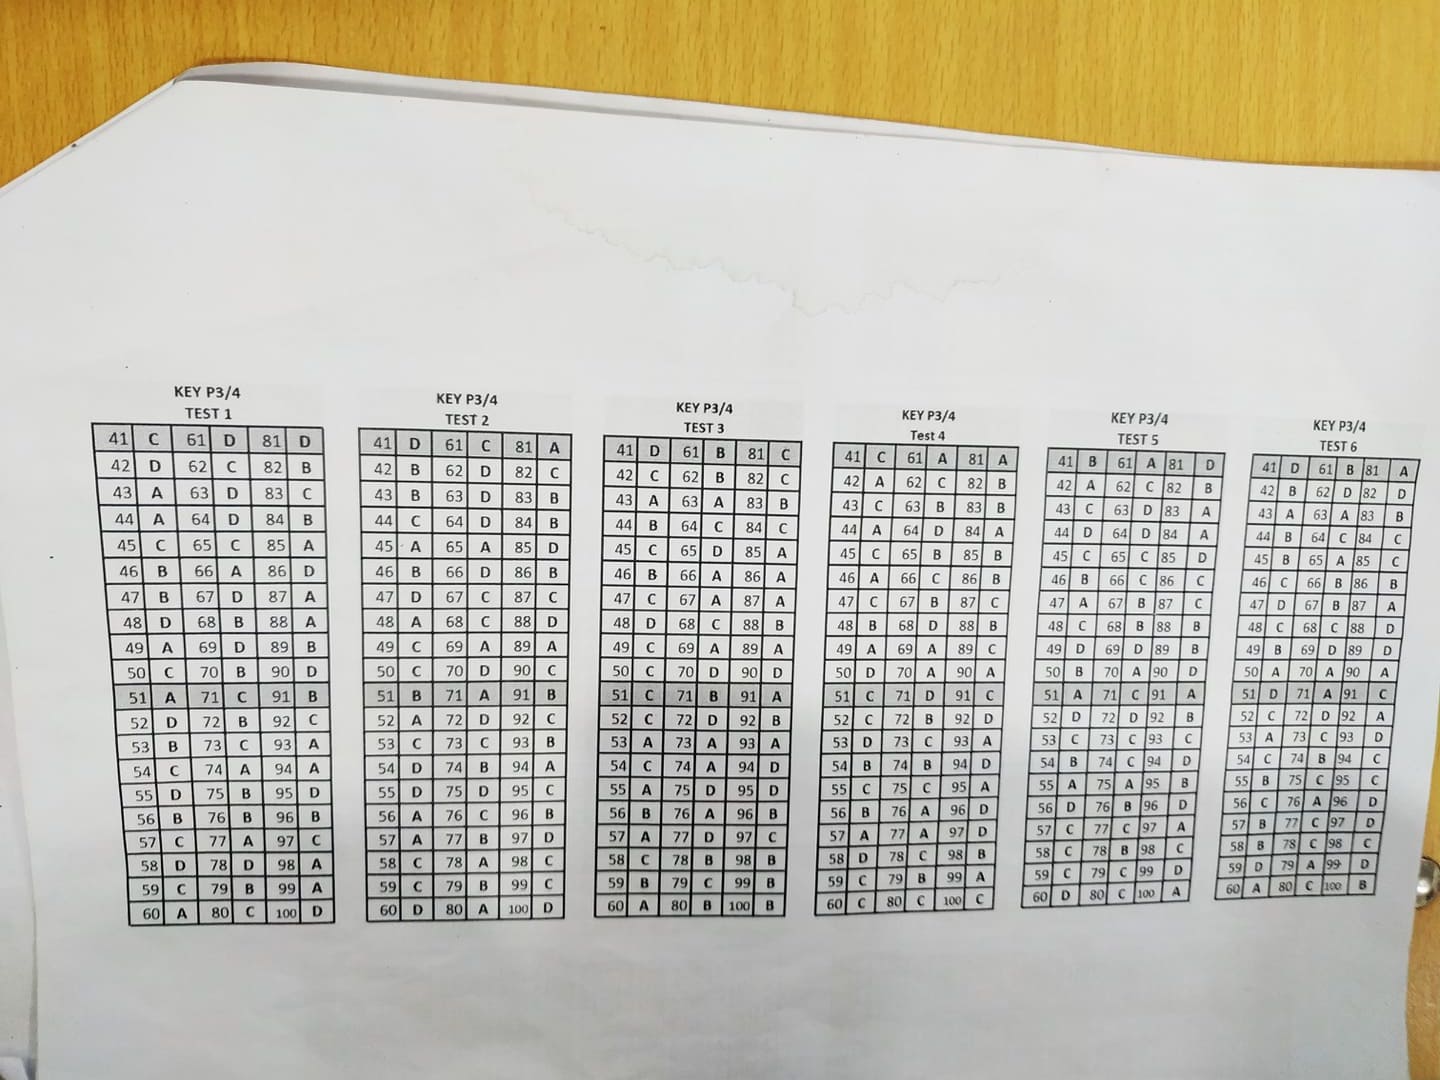 KEY P3/4
TEST 1
41 C 61 D 81 D
42 D 62 C 82 B
43 A 63 D 83 C
44 A 64 D 84 B
45 C 65 C 85 A
46 B 66 A 86 D
47 B 67 D 87 A
48 D 68 B 88 A
49 A 69 D 89 B
50 C 70 B 90 D
51 A 71 C 91 B
52 D 72 B 92 C
53 B 73 C 93 A
54 C 74 A 94 A
55 D 75 B 95 D
56 B 76 B 96 B
57 C 77 A 97 C
58 D 78 D 98 A
59 C 79 B 99 A
60 A 80 C 100 D
KEY P3/4
TEST 2
41 D 61 C 81 A
42 B 62 D 82 C
43 B 63 D 83 B
44 C 64 D 84 B
45 A 65 A 85 D
46 B 66 D 86 B
47 D 67 C 87 C
48 A 68 C 88 D
49 C 69 A 89 A
50 C 70 D 90 C
51 B 71 A 91 B
52 A 72 D 92 C
53 C 73 C 93 B
54 D 74 B 94 A
55 D 75 D 95 C
56 A 76 C 96 B
57 A 77 B 97 D
58 C 78 A 98 C
59 C 79 B 99 C
60 D 80 A 100 D
KEY P3/4
TEST 3
41 D 61 B 81 C
42 C 62 B 82 C
43 A 63 A 83 B
44 B 64 C 84 C
45 C 65 D 85 A
46 B 66 A 86 A
47 C 67 A 87 A
48 D 68 C 88 B
49 C 69 A 89 A
50 C 70 D 90 D
51 C 71 B 91 A
52 C 72 D 92 B
53 A 73 A 93 A
54 C 74 A 94 D
55 A 75 D 95 D
56 B 76 A 96 B
57 A 77 D 97 C
58 C 78 B 98 B
59 B 79 C 99 B
60 A 80 B 100 B
KEY P3/4
Test 4
41 C 61 A 81 A
42 A 62 C 82 B
43 C 63 B 83 B
44 A 64 D 84 A
45 C 65 B 85 B
46 A 66 C 86 B
47 C 67 B 87 C
48 B 68 D 88 B
49 A 69 A 89 C
50 D 70 A 90 A
51 C 71 D 91 C
52 C 72 B 92 D
53 D 73 C 93 A
54 B 74 B 94 D
55 C 75 C 95 A
56 B 76 A 96 D
57 A 77 A 97 D
58 D 78 C 98 B
59 C 79 B 99 A
60 C 80 C 100 C
KEY P3/4
TEST 5
41 B 61 A 81 D
42 A 62 C 82 B
43 C 63 D 83 A
44 D 64 D 84 A
45 C 65 C 85 D
46 B 66 C 86 C
47 A 67 B 87 C
48 C 68 B 88 B
49 D 69 D 89 B
50 B 70 A 90 D
51 A 71 C 91 A
52 D 72 D 92 B
53 C 73 C 93 C
54 B 74 C 94 D
55 A 75 A 95 B
56 D 76 B 96 D
57 C 77 C 97 A
58 C 78 B 98 C
59 C 79 C 99 D
60 D 80 C 100 A
KEY P3/4
TEST 6
41 D 61 B 81 A
42 B 62 D 82 D
43 A 63 A 83 B
44 B 64 C 84 C
45 B 65 A 85 C
46 C 66 B 86 B
47 D 67 B 87 A
48 C 68 C 88 D
49 B 69 D 89 D
50 A 70 A 90 A
51 D 71 A 91 C
52 C 72 D 92 A
53 A 73 C 93 D
54 C 74 B 94 C
55 B 75 C 95 C
56 C 76 A 96 D
57 B 77 C 97 D
58 B 78 C 98 C
59 D 79 A 99 D
60 A 80 C 100 B